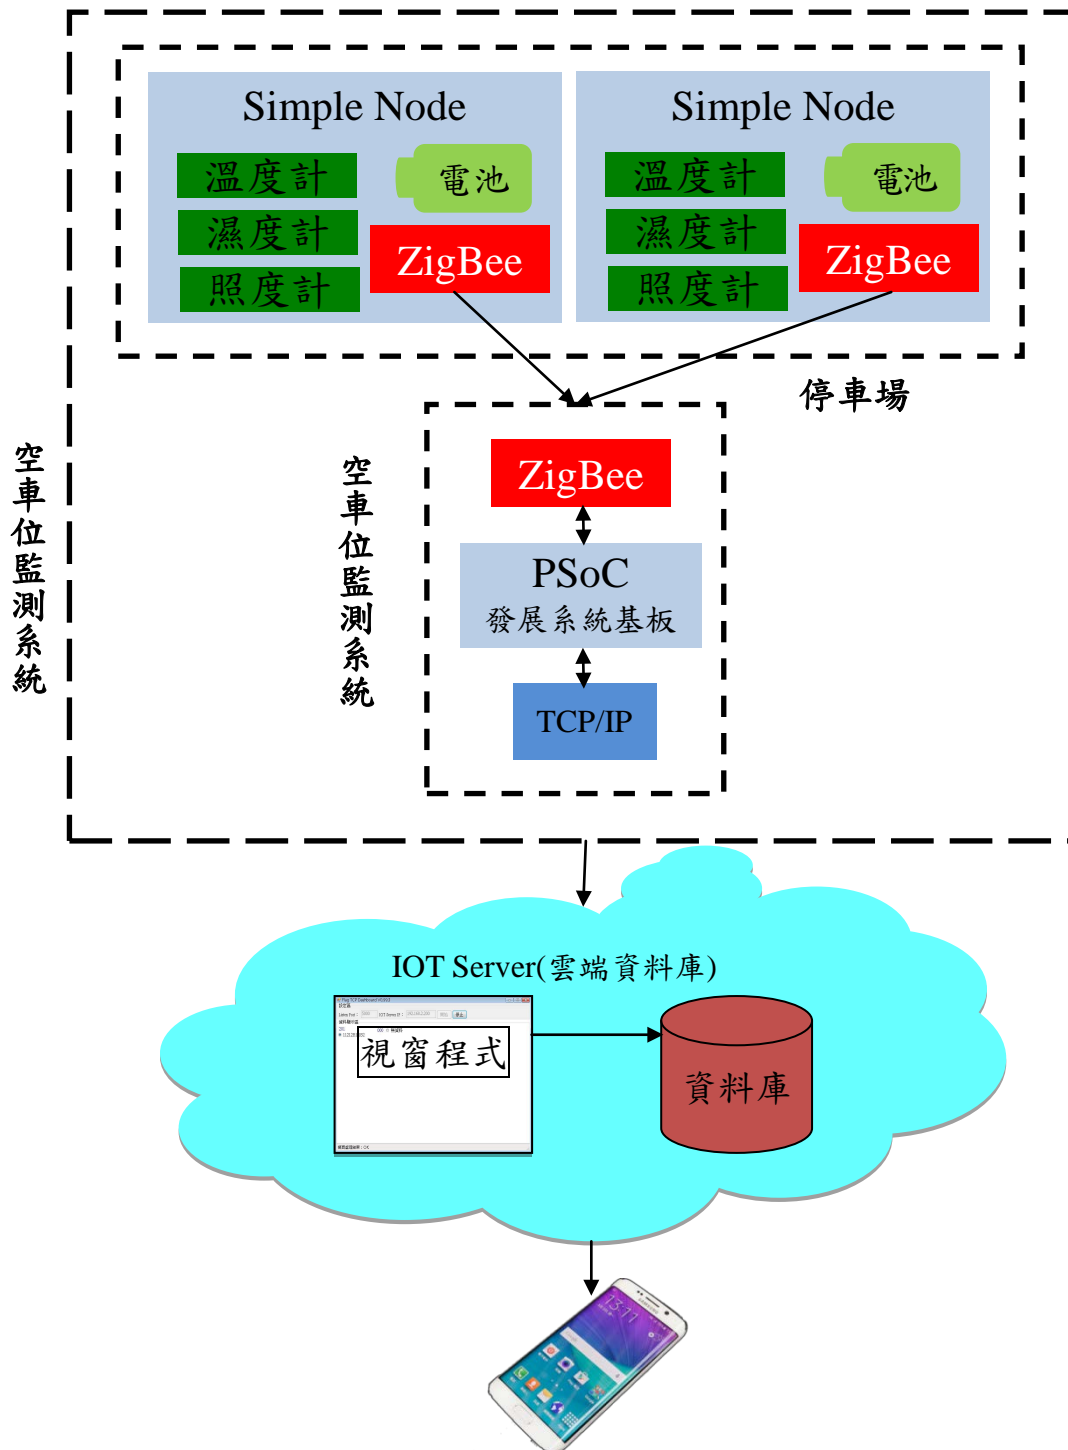 Simple Node
溫度計
電池
濕度計
ZigBee
照度計
Simple Node
溫度計
電池
濕度計
ZigBee
照度計
停車場
空車位監測系統
空車位監測系統
ZigBee
PSoC
發展系統基板
TCP/IP
IOT Server(雲端資料庫)
視窗程式
資料庫
13:11